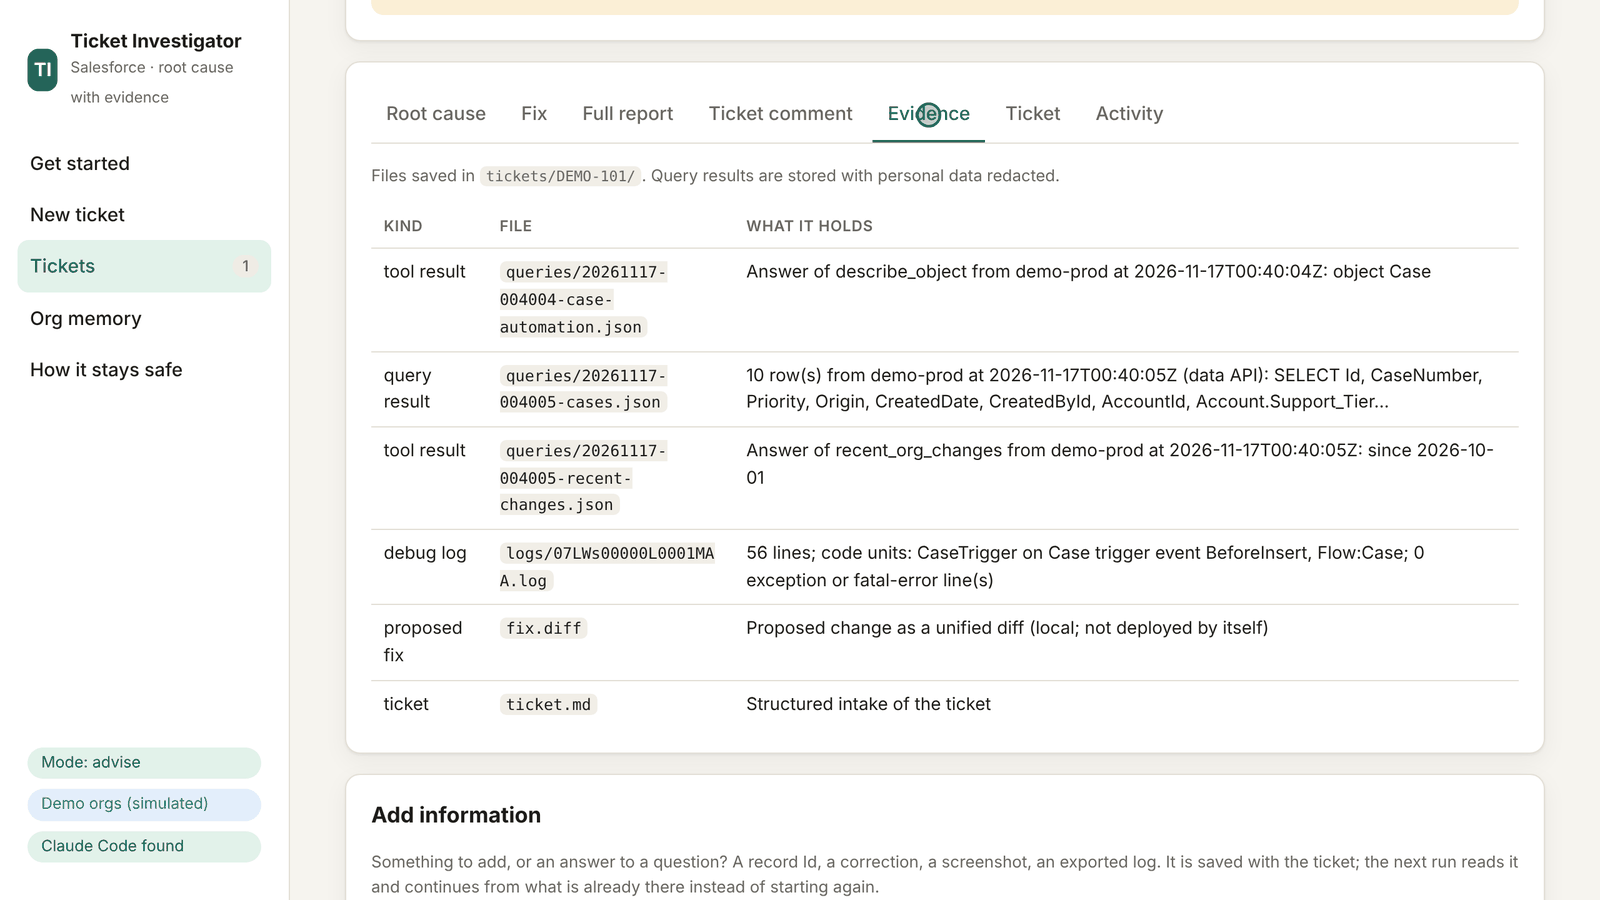 TI
Ticket Investigator
Salesforce · root cause
with evidence
Get started
New ticket
Tickets 1
Org memory
How it stays safe
Mode: advise
Demo orgs (simulated)
Claude Code found
Root cause Fix Full report Ticket comment Evidence Ticket Activity
Files saved in tickets/DEMO-101/. Query results are stored with personal data redacted.
KIND FILE WHAT IT HOLDS
tool result queries/20261117- Answer of describe_object from demo-prod at 2026-11-17T00:40:04Z: object Case
004004-case-
automation.json
query queries/20261117- 10 row(s) from demo-prod at 2026-11-17T00:40:05Z (data API): SELECT Id, CaseNumber,
result 004005-cases.json Priority, Origin, CreatedDate, CreatedById, AccountId, Account.Support_Tier...
tool result queries/20261117- Answer of recent_org_changes from demo-prod at 2026-11-17T00:40:05Z: since 2026-10-
004005-recent- 01
changes.json
debug log logs/07LWs00000L0001MA 56 lines; code units: CaseTrigger on Case trigger event BeforeInsert, Flow:Case; 0
A.log exception or fatal-error line(s)
proposed fix.diff Proposed change as a unified diff (local; not deployed by itself)
fix
ticket ticket.md Structured intake of the ticket
Add information
Something to add, or an answer to a question? A record Id, a correction, a screenshot, an exported log. It is saved with the ticket; the next run reads it
and continues from what is already there instead of starting again.